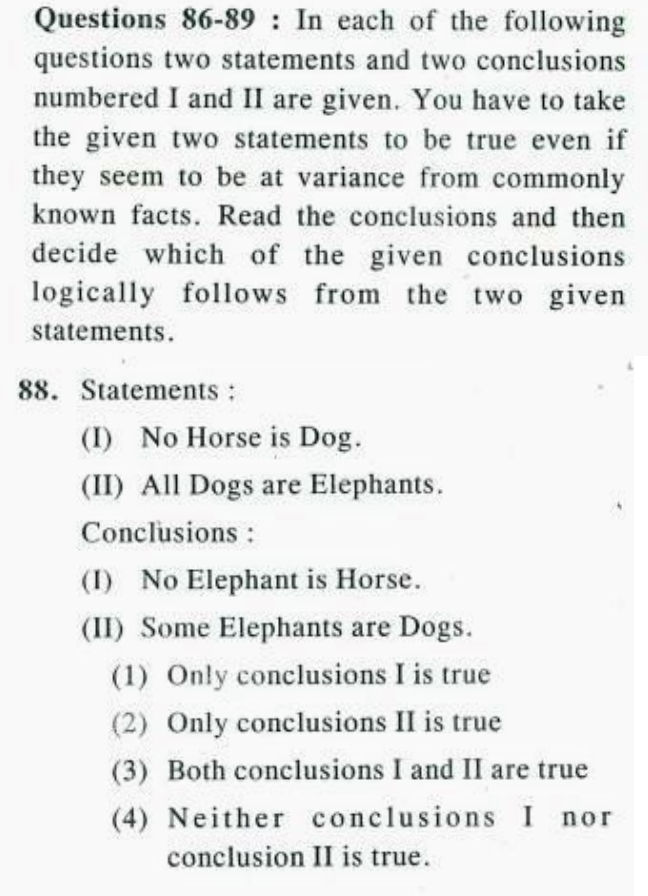 Questions 86-89 : In each of the following
questions two statements and two conclusions
numbered I and II are given. You have to take
the given two statements to be true even if
they seem to be at variance from commonly
known facts. Read the conclusions and then
decide which of the given conclusions
logically follows from the two given
statements.
88. Statements :
(I) No Horse is Dog.
(II) All Dogs are Elephants.
Conclusions :
(I) No Elephant is Horse.
(II) Some Elephants are Dogs.
(1) Only conclusions I is true
(2) Only conclusions II is true
(3) Both conclusions I and II are true
(4) Neither conclusions I nor
conclusion II is true.